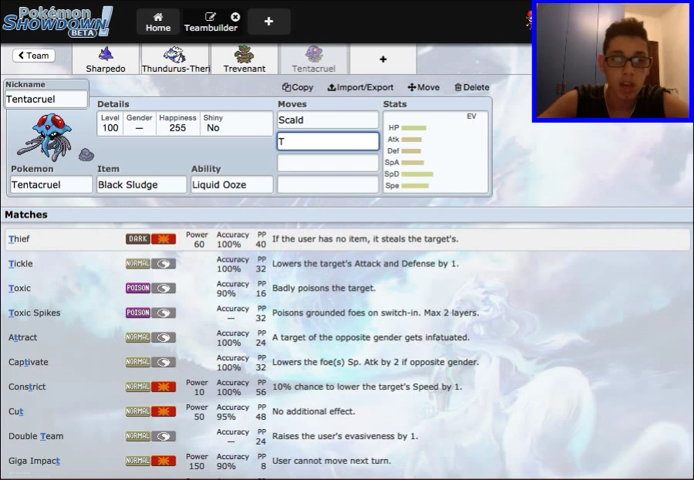 Pokémon
SHOWDOWN!
BETA!
Home
Teambuilder
+
< Team
Sharpedo
Thundurus-Theri
Trevenant
Tentacruel
+
Nickname
Tentacruel
Copy Import/Export Move Delete
Details
Level Gender Happiness Shiny
100 — 255 No
Moves
Scald
T
Stats
EV
HP
Atk
Def
SpA
SpD
Spe
Pokemon
Tentacruel
Item
Black Sludge
Ability
Liquid Ooze
Matches
Thief DARK Power 60 Accuracy 100% PP 40 If the user has no item, it steals the target's.
Tickle NORMAL Accuracy 100% PP 32 Lowers the target's Attack and Defense by 1.
Toxic POISON Accuracy 90% PP 16 Badly poisons the target.
Toxic Spikes POISON Accuracy — PP 32 Poisons grounded foes on switch-in. Max 2 layers.
Attract NORMAL Accuracy 100% PP 24 A target of the opposite gender gets infatuated.
Captivate NORMAL Accuracy 100% PP 32 Lowers the foe(s) Sp. Atk by 2 if opposite gender.
Constrict NORMAL Power 10 Accuracy 100% PP 56 10% chance to lower the target's Speed by 1.
Cut NORMAL Power 50 Accuracy 95% PP 48 No additional effect.
Double Team NORMAL Accuracy — PP 24 Raises the user's evasiveness by 1.
Giga Impact NORMAL Power 150 Accuracy 90% PP 8 User cannot move next turn.